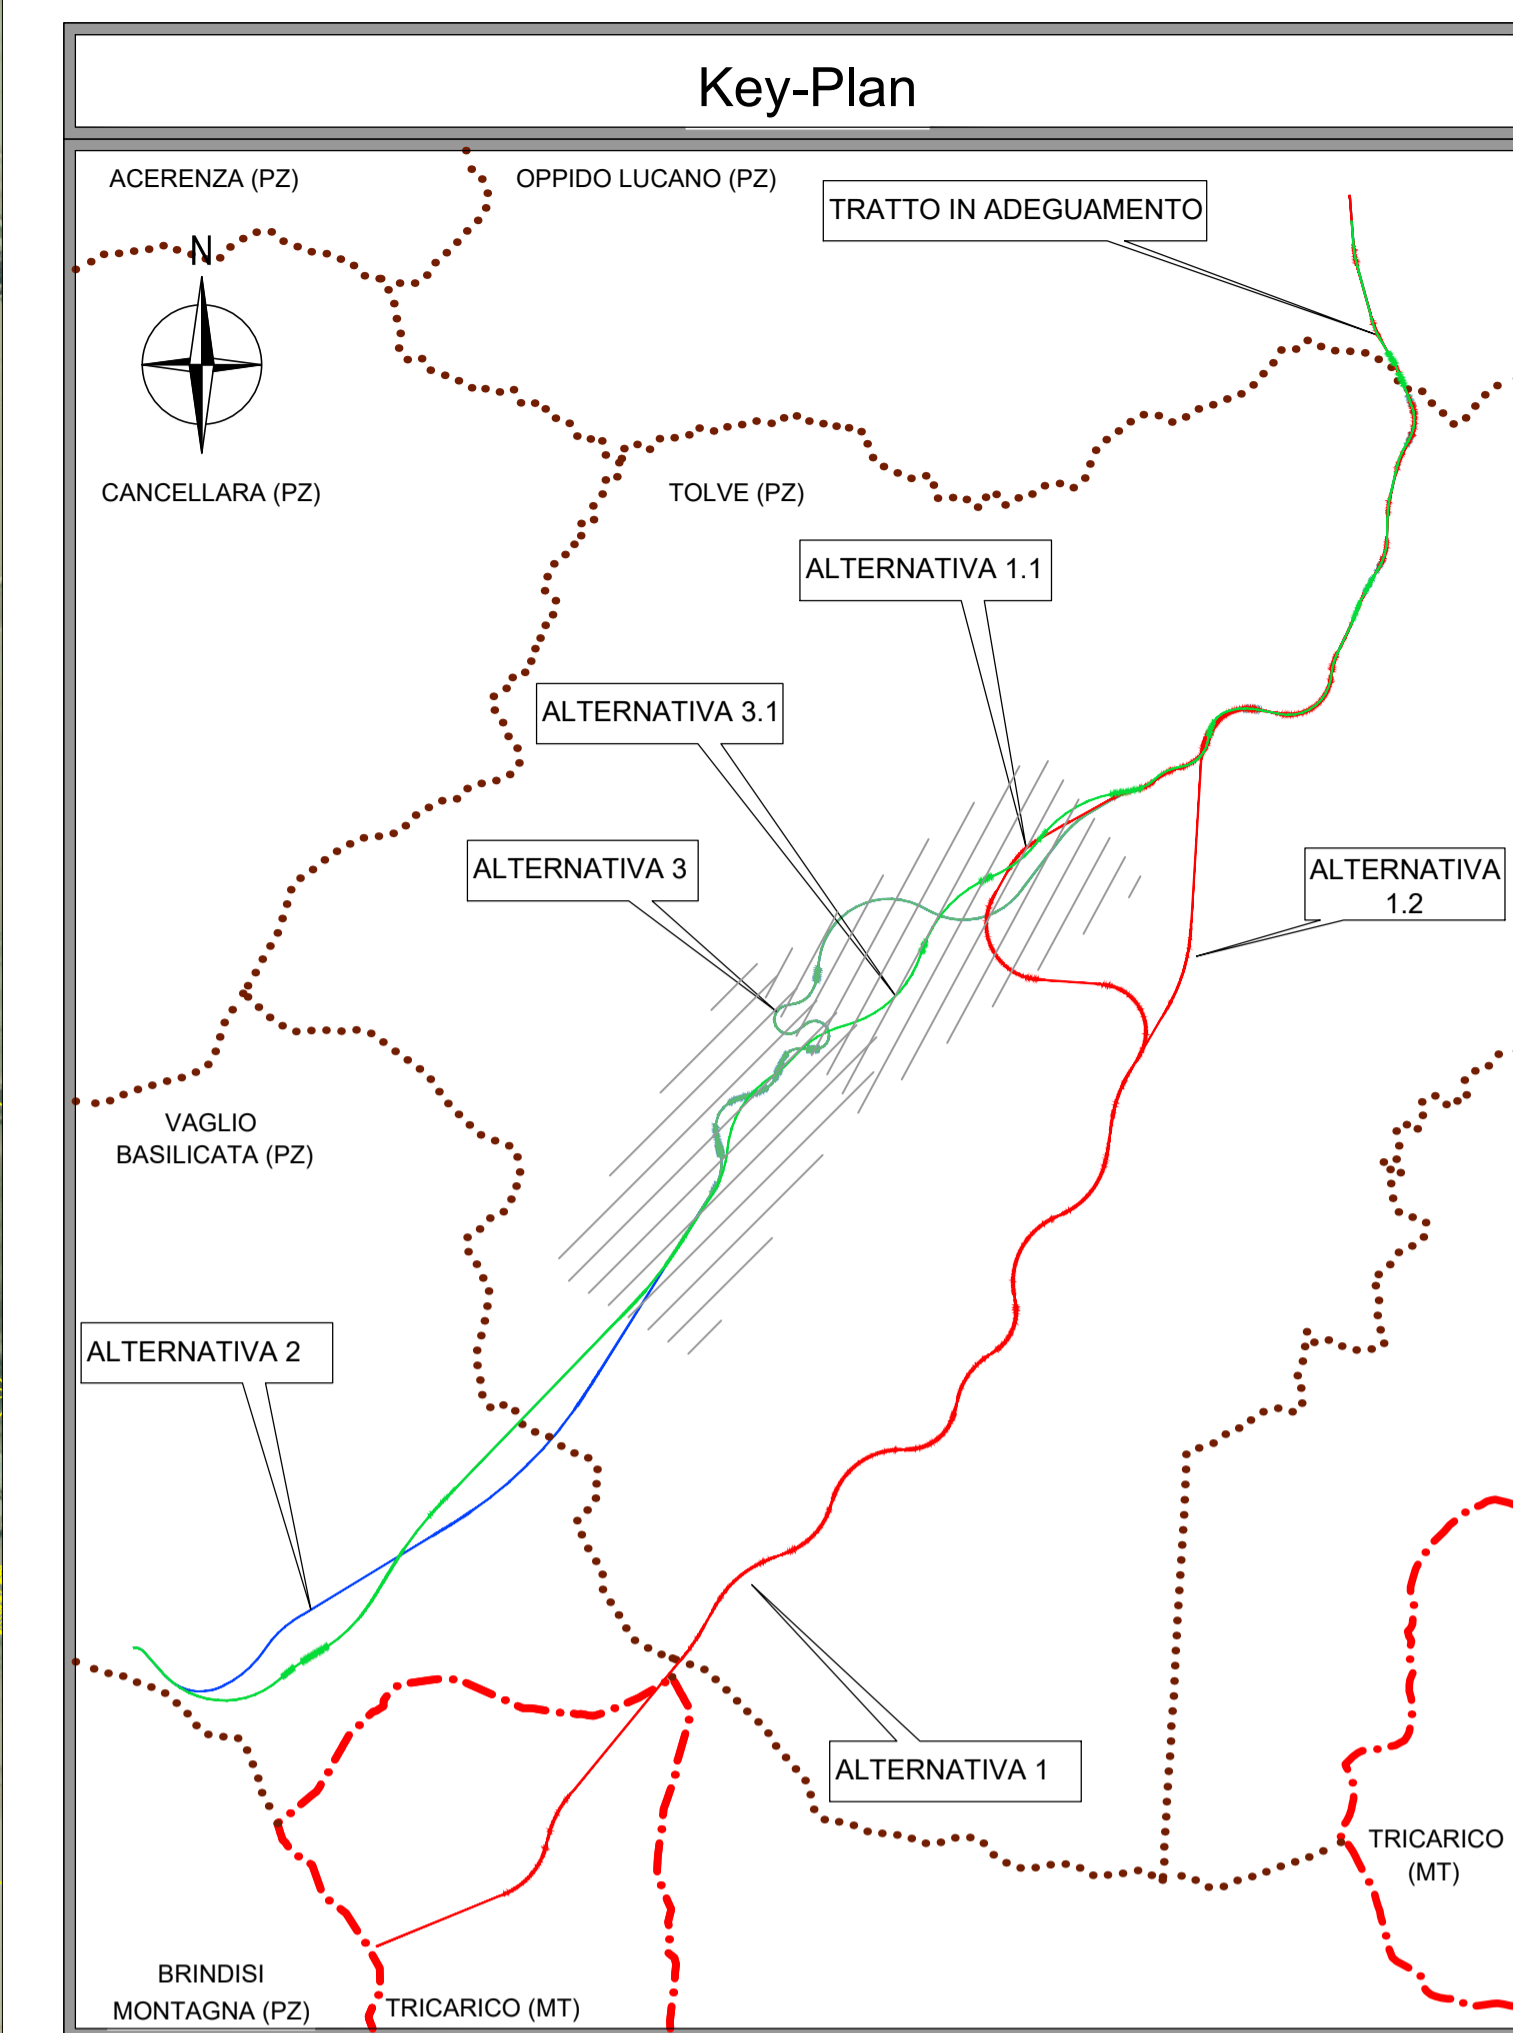 Key-Plan
ACERENZA (PZ)
OPPIDO LUCANO (PZ)
TRATTO IN ADEGUAMENTO
N
CANCELLARA (PZ)
TOLVE (PZ)
ALTERNATIVA 1.1
ALTERNATIVA 3.1
ALTERNATIVA 3
ALTERNATIVA
1.2
VAGLIO
BASILICATA (PZ)
ALTERNATIVA 2
ALTERNATIVA 1
TRICARICO
(MT)
BRINDISI
MONTAGNA (PZ)
TRICARICO (MT)